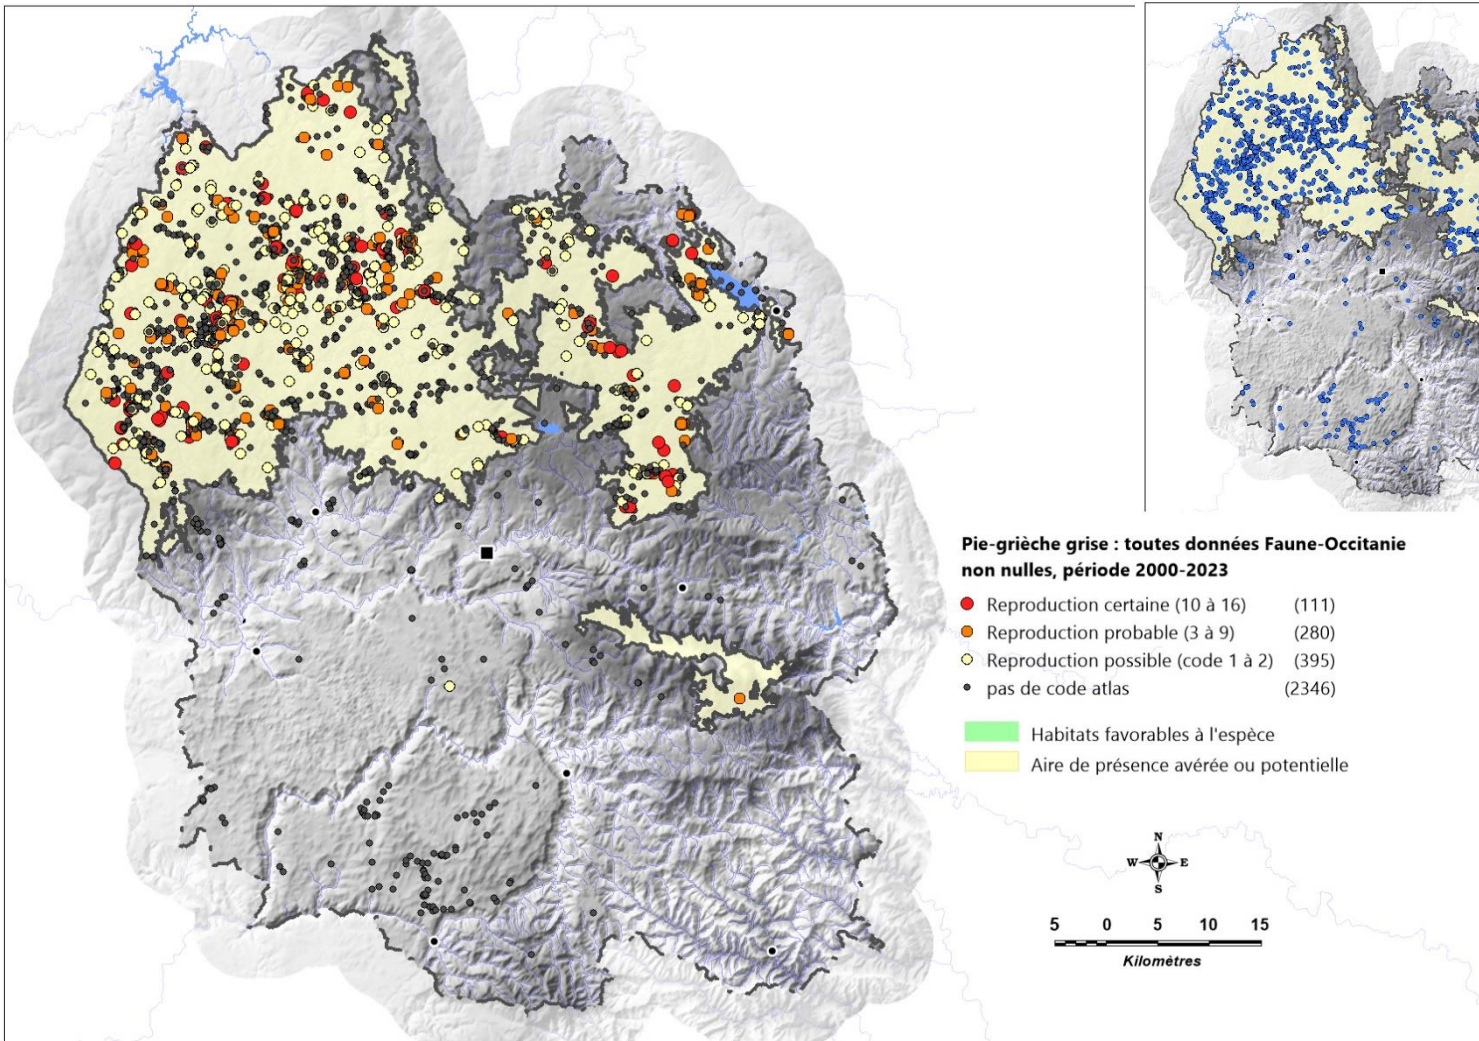 Pie-grièche grise : toutes données Faune-Occitanie
non nulles, période 2000-2023
Reproduction certaine (10 à 16) (111)
Reproduction probable (3 à 9) (280)
Reproduction possible (code 1 à 2) (395)
pas de code atlas (2346)
Habitats favorables à l'espèce
Aire de présence avérée ou potentielle
N
W E
S
5 0 5 10 15
Kilomètres